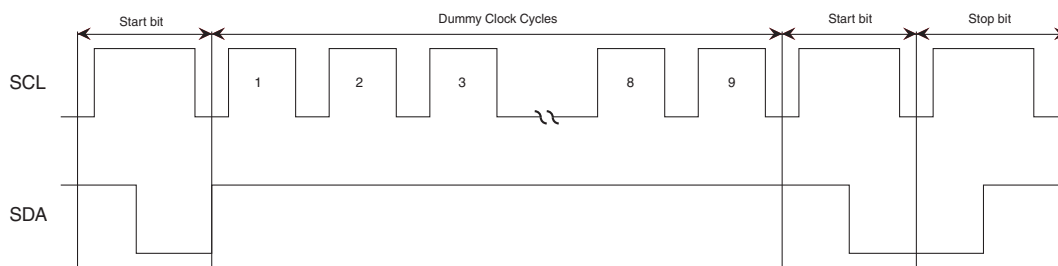 Start bit
Dummy Clock Cycles
Start bit
Stop bit
SCL
1
2
3
8
9
SDA